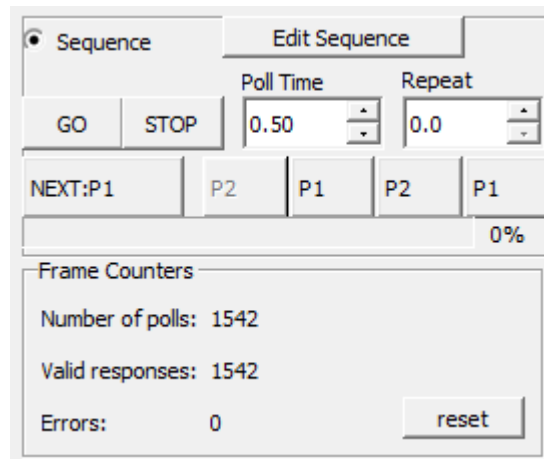 Sequence Edit Sequence
Poll Time Repeat
GO STOP 0.50 0.0
NEXT:P1 P2 P1 P2 P1
0%
Frame Counters
Number of polls: 1542
Valid responses: 1542
Errors: 0 reset